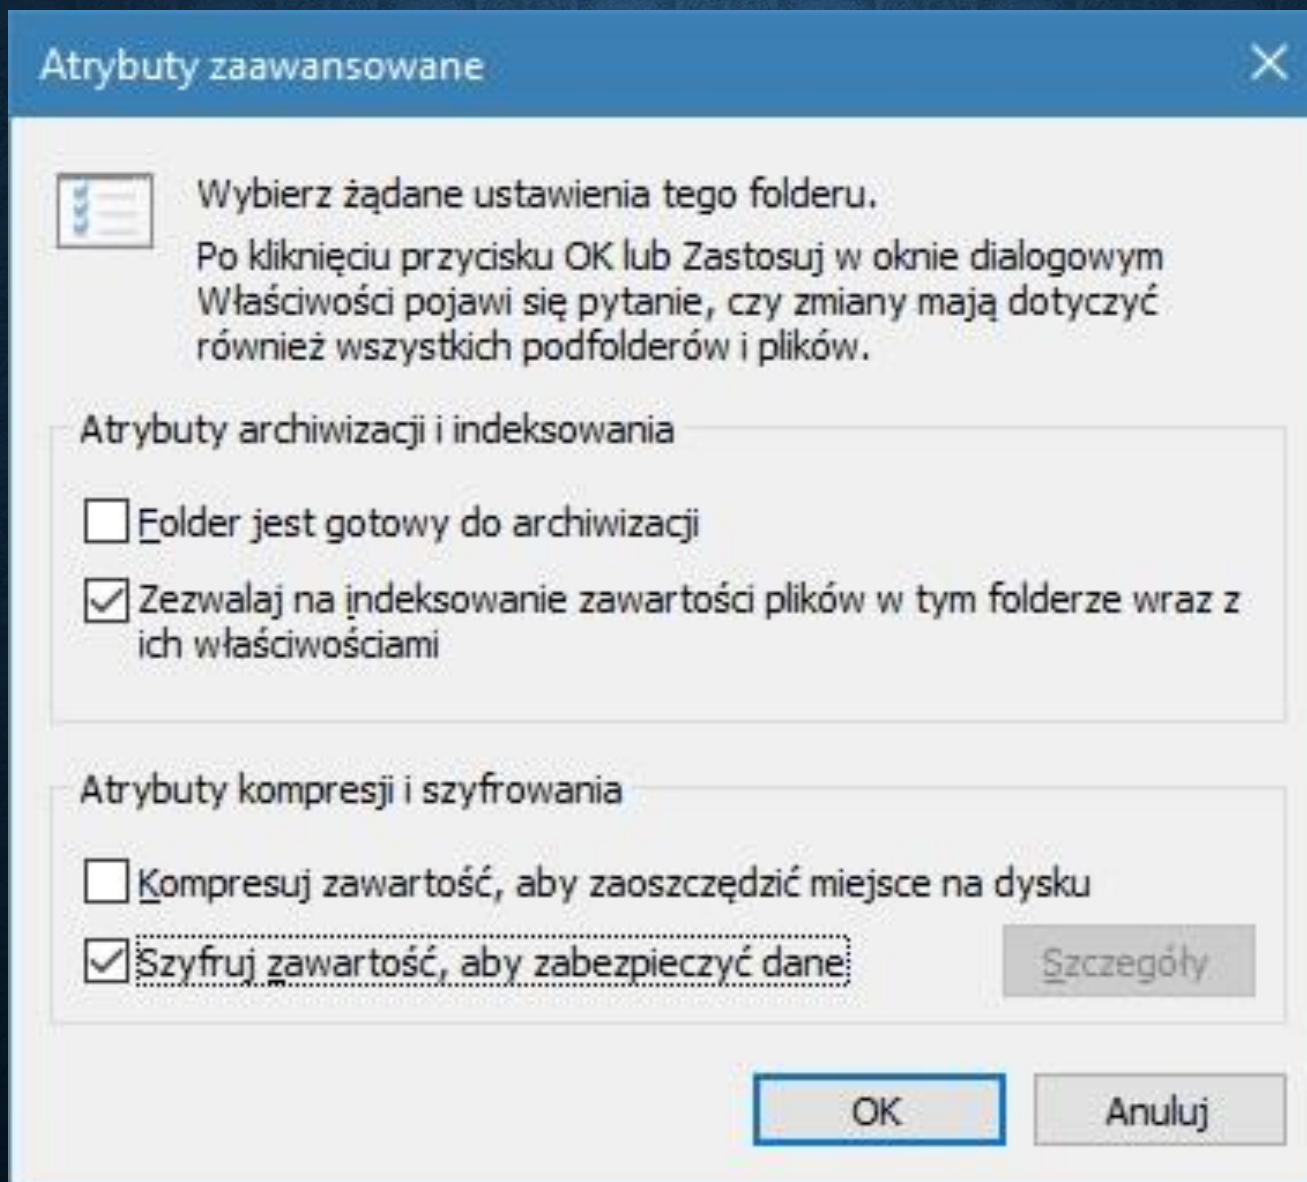 Atrybuty zaawansowane
Wybierz żądane ustawienia tego folderu.
Po kliknięciu przycisku OK lub Zastosuj w oknie dialogowym
Właściwości pojawi się pytanie, czy zmiany mają dotyczyć
również wszystkich podfolderów i plików.
Atrybuty archiwizacji i indeksowania
Folder jest gotowy do archiwizacji
Zezwalaj na indeksowanie zawartości plików w tym folderze wraz z
ich właściwościami
Atrybuty kompresji i szyfrowania
Kompresuj zawartość, aby zaoszczędzić miejsce na dysku
Szyfruj zawartość, aby zabezpieczyć dane
Szczegóły
OK
Anuluj